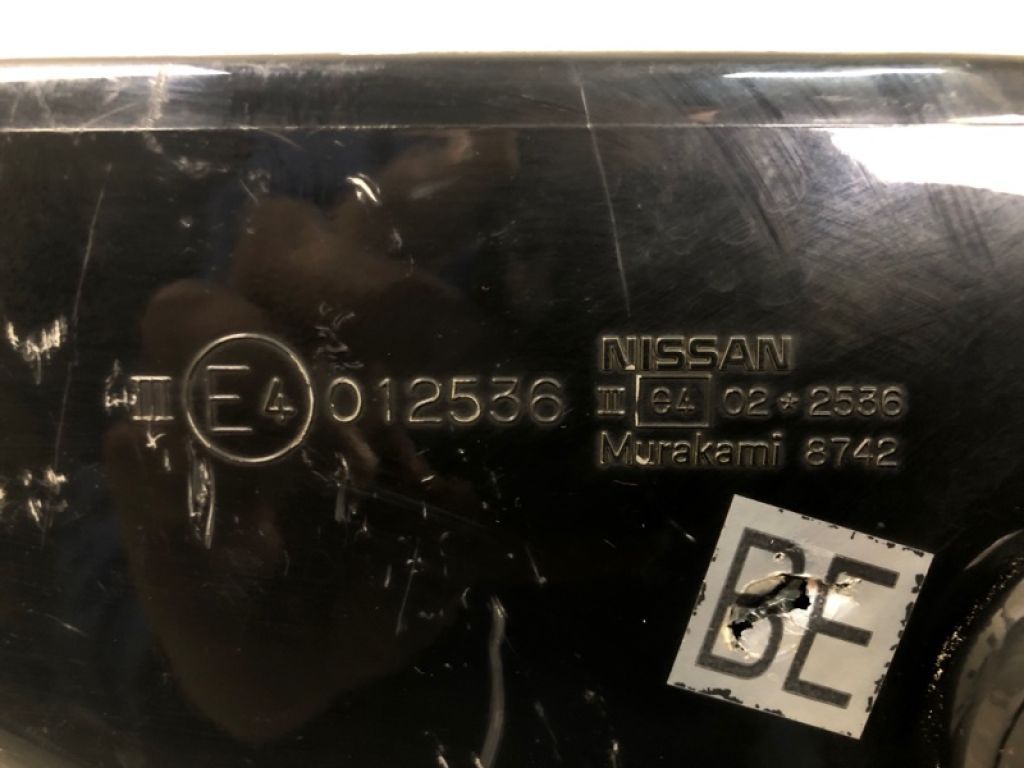 III E4 012536
NISSAN
III e4 02*2536
Murakami 8742
BE